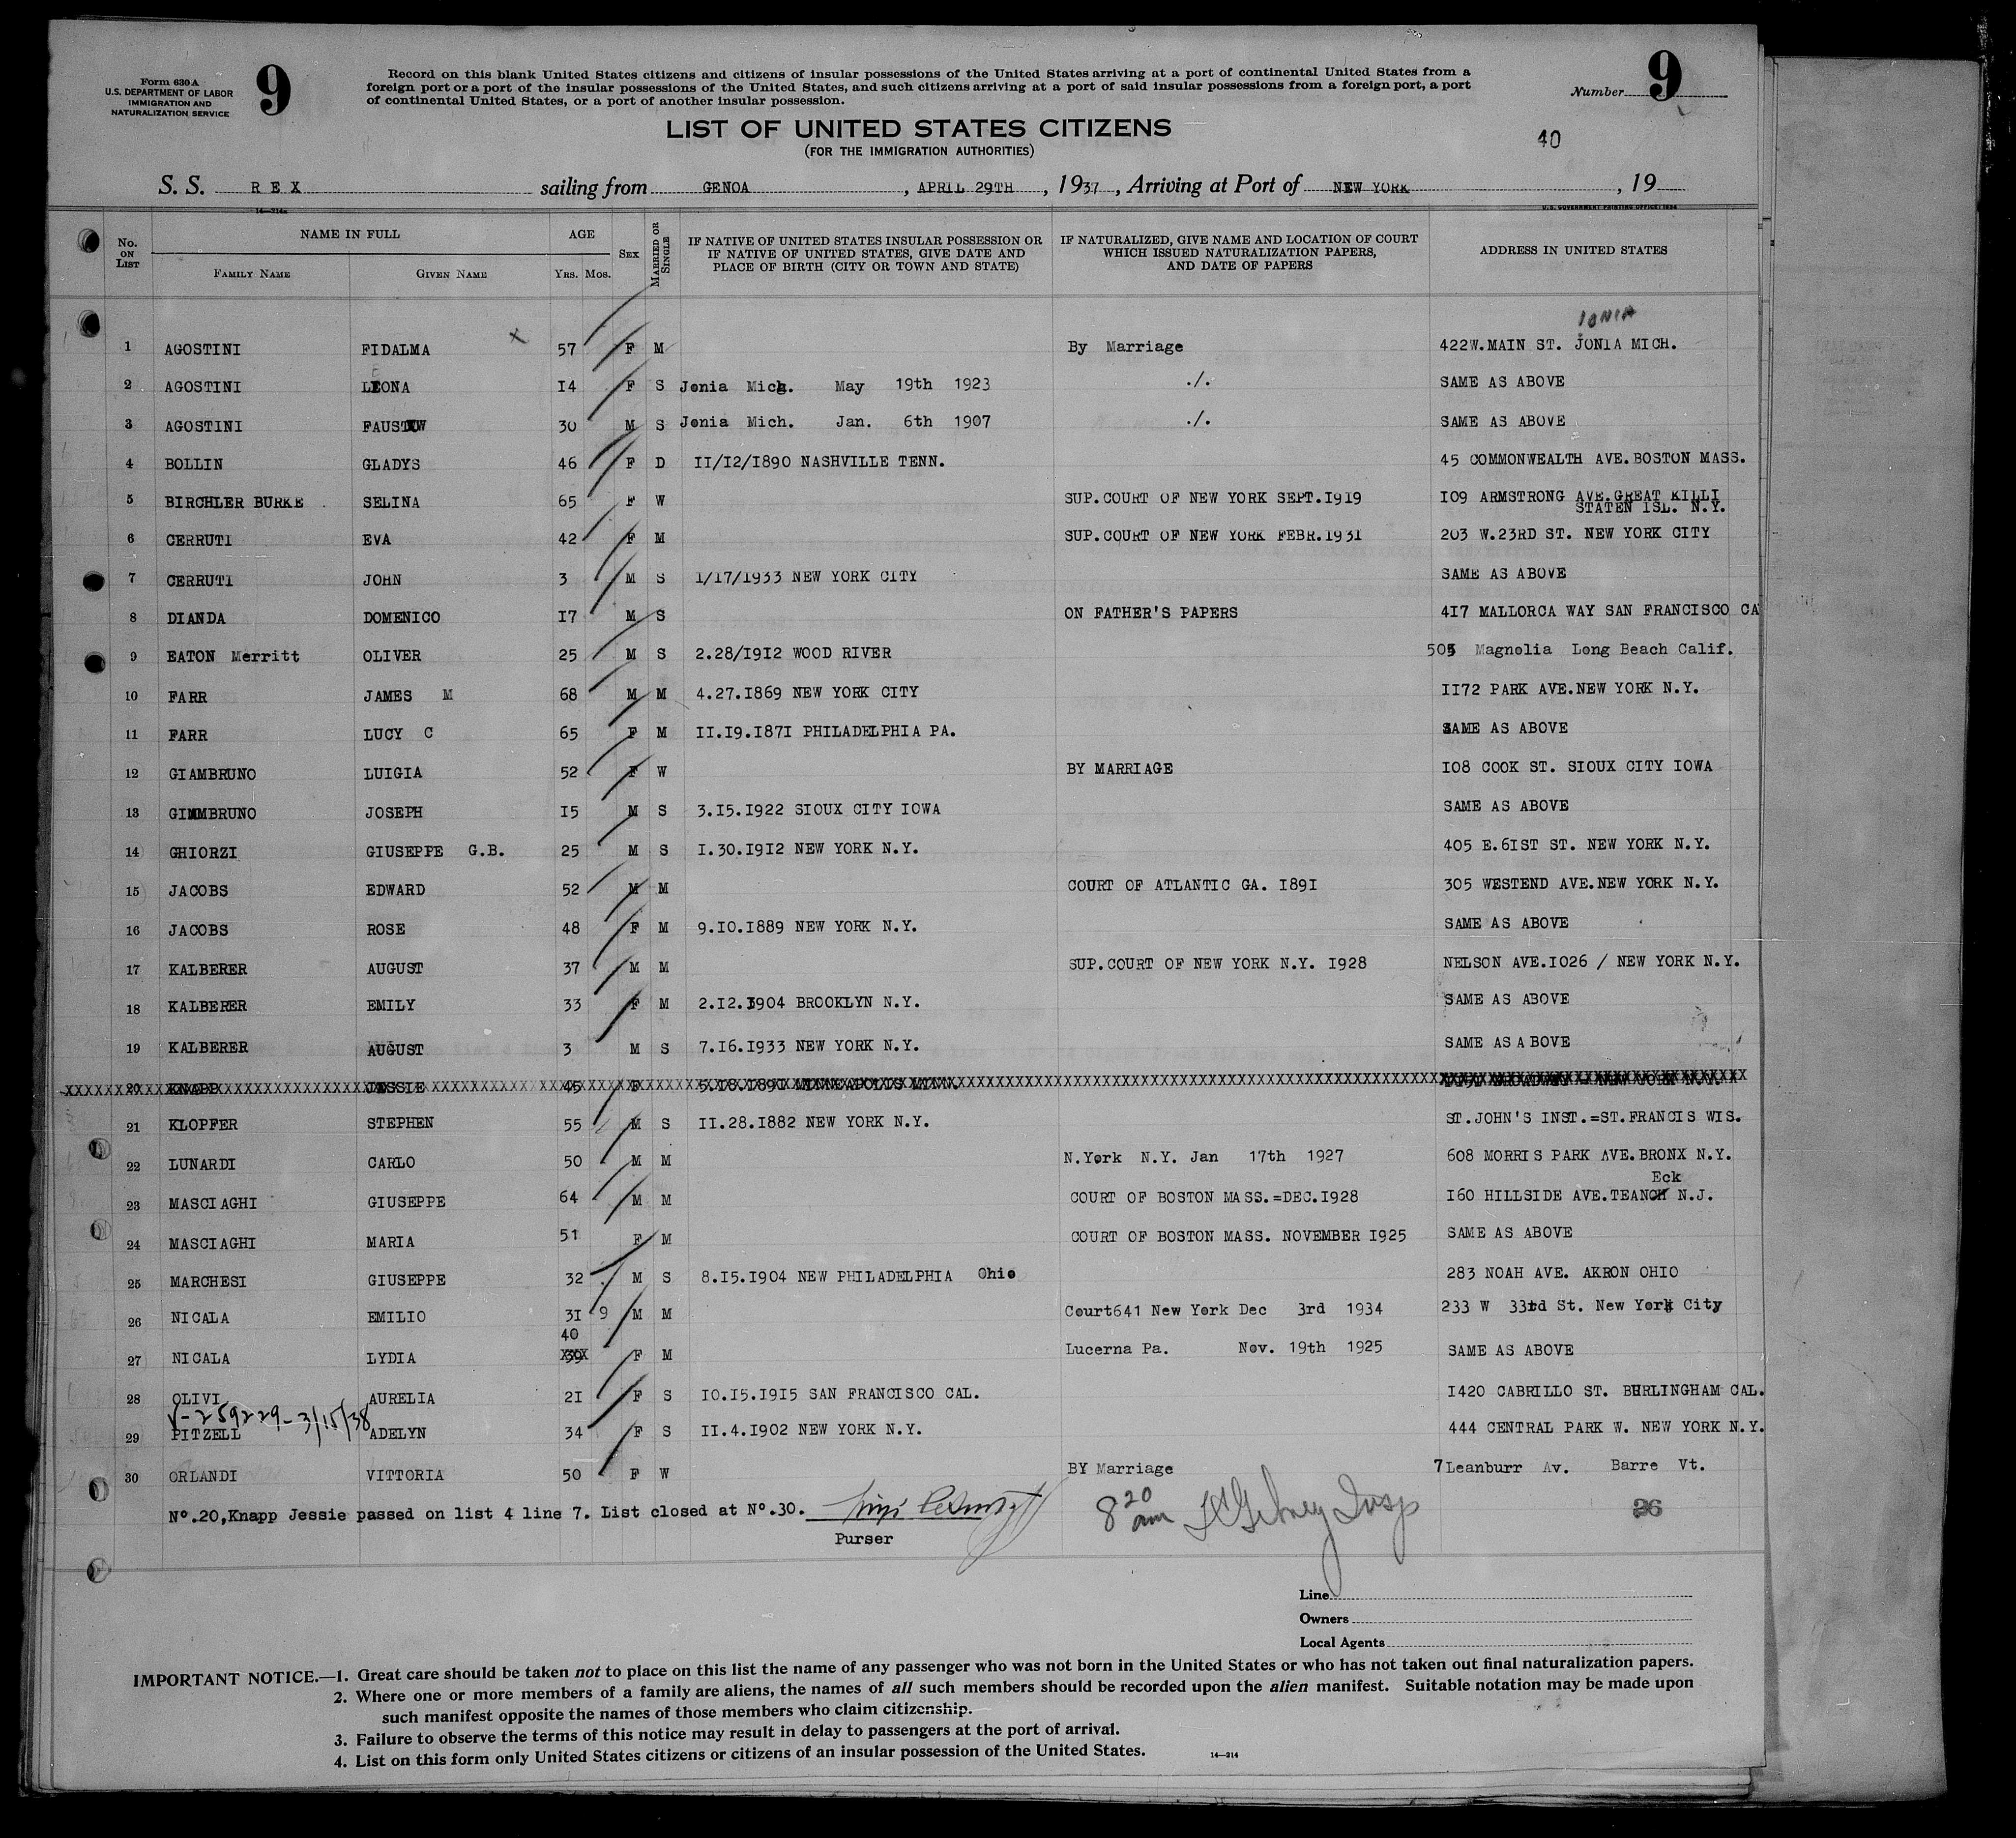 Form 630 A
U.S. DEPARTMENT OF LABOR
IMMIGRATION AND
NATURALIZATION SERVICE
9
Record on this blank United States citizens and citizens of insular possessions of the United States arriving at a port of continental United States from a
foreign port or a port of the insular possessions of the United States, and such citizens arriving at a port of said insular possessions from a foreign port, a port
of continental United States, or a port of another insular possession.
Number 9
LIST OF UNITED STATES CITIZENS
(FOR THE IMMIGRATION AUTHORITIES)
40
S. S. REX sailing from GENOA, APRIL 29TH, 1937, Arriving at Port of NEW YORK, 19
14—214a
U.S. GOVERNMENT PRINTING OFFICE: 1934
No. ON LIST NAME IN FULL FAMILY NAME GIVEN NAME AGE YRS. MOS. SEX MARRIED OR SINGLE IF NATIVE OF UNITED STATES INSULAR POSSESSION OR IF NATIVE OF UNITED STATES, GIVE DATE AND PLACE OF BIRTH (CITY OR TOWN AND STATE) IF NATURALIZED, GIVE NAME AND LOCATION OF COURT WHICH ISSUED NATURALIZATION PAPERS, AND DATE OF PAPERS ADDRESS IN UNITED STATES
IONIA
1 AGOSTINI FIDALMA x 57 F M By Marriage 422W.MAIN ST. JONIA MICH.
2 AGOSTINI LEONA 14 F S Jonia Mich. May 19th 1923 ./. SAME AS ABOVE
3 AGOSTINI 30 M S Jonia Mich. Jan. 6th 1907 ./. SAME AS ABOVE
4 BOLLIN GLADYS 46 F D 11/12/1890 NASHVILLE TENN. 45 COMMONWEALTH AVE.BOSTON MASS.
5 BIRCHLER BURKE SELINA 65 F W SUP.COURT OF NEW YORK SEPT.1919 109 ARMSTRONG AVE.GREAT KILLI
STATEN ISL. N.Y.
6 CERRUTI EVA 42 F M SUP.COURT OF NEW YORK FEBR.1931 203 W.23RD ST. NEW YORK CITY
7 CERRUTI JOHN 3 M S 1/17/1933 NEW YORK CITY SAME AS ABOVE
8 DIANDA DOMENICO 17 M S ON FATHER'S PAPERS 417 MALLORCA WAY SAN FRANCISCO CA
9 EATON Merritt OLIVER 25 M S 2.28/1912 WOOD RIVER 505 Magnolia Long Beach Calif.
10 FARR JAMES M 68 M M 4.27.1869 NEW YORK CITY 1172 PARK AVE.NEW YORK N.Y.
11 FARR LUCY C 65 F M 11.19.1871 PHILADELPHIA PA. SAME AS ABOVE
12 GIAMBRUNO LUIGIA 52 F W BY MARRIAGE 108 COOK ST. SIOUX CITY IOWA
13 GIMMBRUNO JOSEPH 15 M S 3.15.1922 SIOUX CITY IOWA SAME AS ABOVE
14 GHIORZI GIUSEPPE G.B. 25 M S 1.30.1912 NEW YORK N.Y. 405 E.61ST ST. NEW YORK N.Y.
15 JACOBS EDWARD 52 M M COURT OF ATLANTIC GA. 1891 305 WESTEND AVE.NEW YORK N.Y.
16 JACOBS ROSE 48 F M 9.10.1889 NEW YORK N.Y. SAME AS ABOVE
17 KALBERER AUGUST 37 M M SUP.COURT OF NEW YORK N.Y. 1928 NELSON AVE.1026 / NEW YORK N.Y.
18 KALBERER EMILY 33 F M 2.12.1904 BROOKLYN N.Y. SAME AS ABOVE
19 KALBERER AUGUST 3 M S 7.16.1933 NEW YORK N.Y. SAME AS A BOVE
20 KNAPP JESSIE 45 F 5.18.1891 MINNEAPOLIS MINN. BROADWAY NEW YORK N.Y.
21 KLOPFER STEPHEN 55 M S 11.28.1882 NEW YORK N.Y. ST.JOHN'S INST.=ST.FRANCIS WIS.
22 LUNARDI CARLO 50 M M N.York N.Y. Jan 17th 1927 608 MORRIS PARK AVE.BRONX N.Y.
Eck
23 MASCIAGHI GIUSEPPE 64 M M COURT OF BOSTON MASS.=DEC.1928 160 HILLSIDE AVE.TEANCH N.J.
24 MASCIAGHI MARIA 51 F M COURT OF BOSTON MASS. NOVEMBER 1925 SAME AS ABOVE
25 MARCHESI GIUSEPPE 32 M S 8.15.1904 NEW PHILADELPHIA Ohio 283 NOAH AVE. AKRON OHIO
26 NICALA EMILIO 31 9 M M Court641 New York Dec 3rd 1934 233 W 33rd St. New York City
40
27 NICALA LYDIA 39 F M Lucerna Pa. Nov. 19th 1925 SAME AS ABOVE
28 OLIVI AURELIA 21 F S 10.15.1915 SAN FRANCISCO CAL. 1420 CABRILLO ST. BURLINGHAM CAL.
V-259229-3/15/38
29 PITZELL ADELYN 34 F S 11.4.1902 NEW YORK N.Y. 444 CENTRAL PARK W. NEW YORK N.Y.
30 ORLANDI VITTORIA 50 F W BY Marriage 7Leanburr Av. Barre Vt.
Nº.20,Knapp Jessie passed on list 4 line 7. List closed at Nº.30.
Purser
8 20 am Insp
26
Line
Owners
Local Agents
IMPORTANT NOTICE.—1. Great care should be taken not to place on this list the name of any passenger who was not born in the United States or who has not taken out final naturalization papers.
2. Where one or more members of a family are aliens, the names of all such members should be recorded upon the alien manifest. Suitable notation may be made upon
such manifest opposite the names of those members who claim citizenship.
3. Failure to observe the terms of this notice may result in delay to passengers at the port of arrival.
4. List on this form only United States citizens or citizens of an insular possession of the United States.
14—214